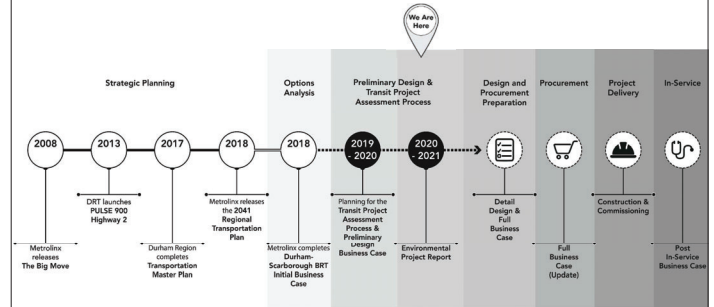 We Are
Here
Strategic Planning
Options
Analysis
Preliminary Design &
Transit Project
Assessment Process
Design and
Procurement
Preparation
Procurement
Project
Delivery
In-Service
2008
2013
2017
2018
2018
2019
- 2020
2020
- 2021
DRT launches
PULSE 900
Highway 2
Metrolinx releases
the 2041
Regional
Transportation
Plan
Planning for the
Transit Project
Assessment
Process &
Preliminary
Design
Business Case
Detail
Design &
Full
Business
Case
Construction &
Commissioning
Metrolinx
releases
The Big Move
Durham Region
completes
Transportation
Master Plan
Metrolinx completes
Durham-
Scarborough BRT
Initial Business
Case
Environmental
Project Report
Full
Business
Case
(Update)
Post
In-Service
Business Case